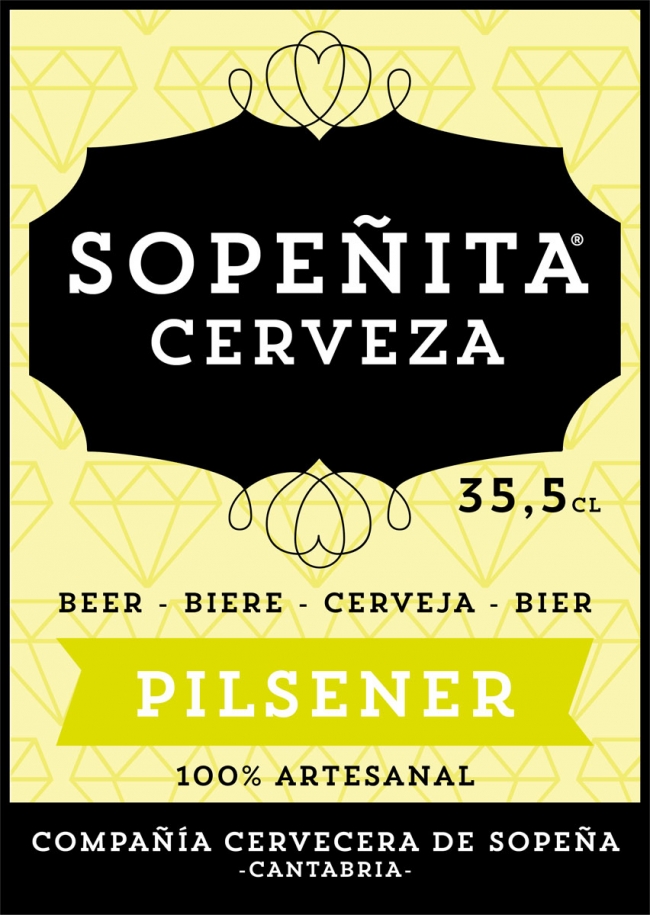 SOPEÑITA®
CERVEZA
35,5CL
BEER - BIERE - CERVEJA - BIER
PILSENER
100% ARTESANAL
COMPAÑÍA CERVECERA DE SOPEÑA
-CANTABRIA-